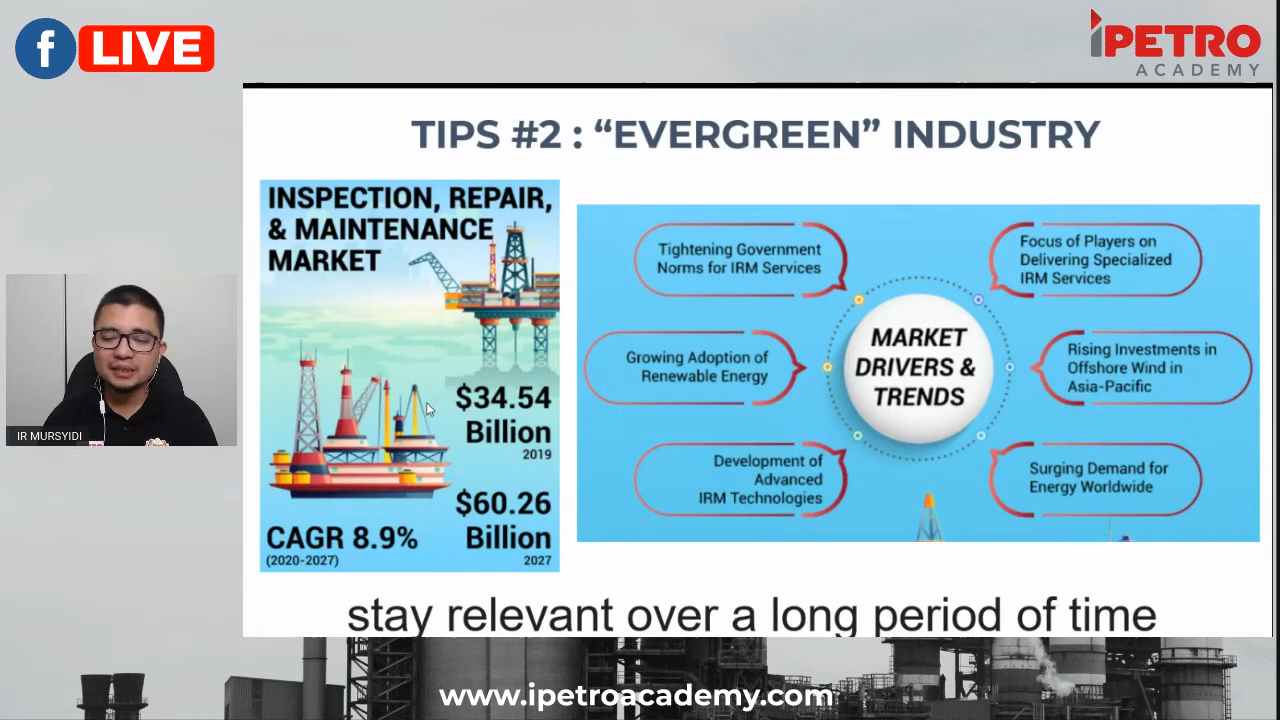 f LIVE
iPETRO
ACADEMY
TIPS #2 : “EVERGREEN” INDUSTRY
INSPECTION, REPAIR,
& MAINTENANCE
MARKET
$34.54
Billion
2019
$60.26
Billion
2027
CAGR 8.9%
(2020-2027)
Tightening Government
Norms for IRM Services
Growing Adoption of
Renewable Energy
Development of
Advanced
IRM Technologies
MARKET
DRIVERS &
TRENDS
Focus of Players on
Delivering Specialized
IRM Services
Rising Investments in
Offshore Wind in
Asia-Pacific
Surging Demand for
Energy Worldwide
stay relevant over a long period of time
IR MURSYIDI
www.ipetroacademy.com